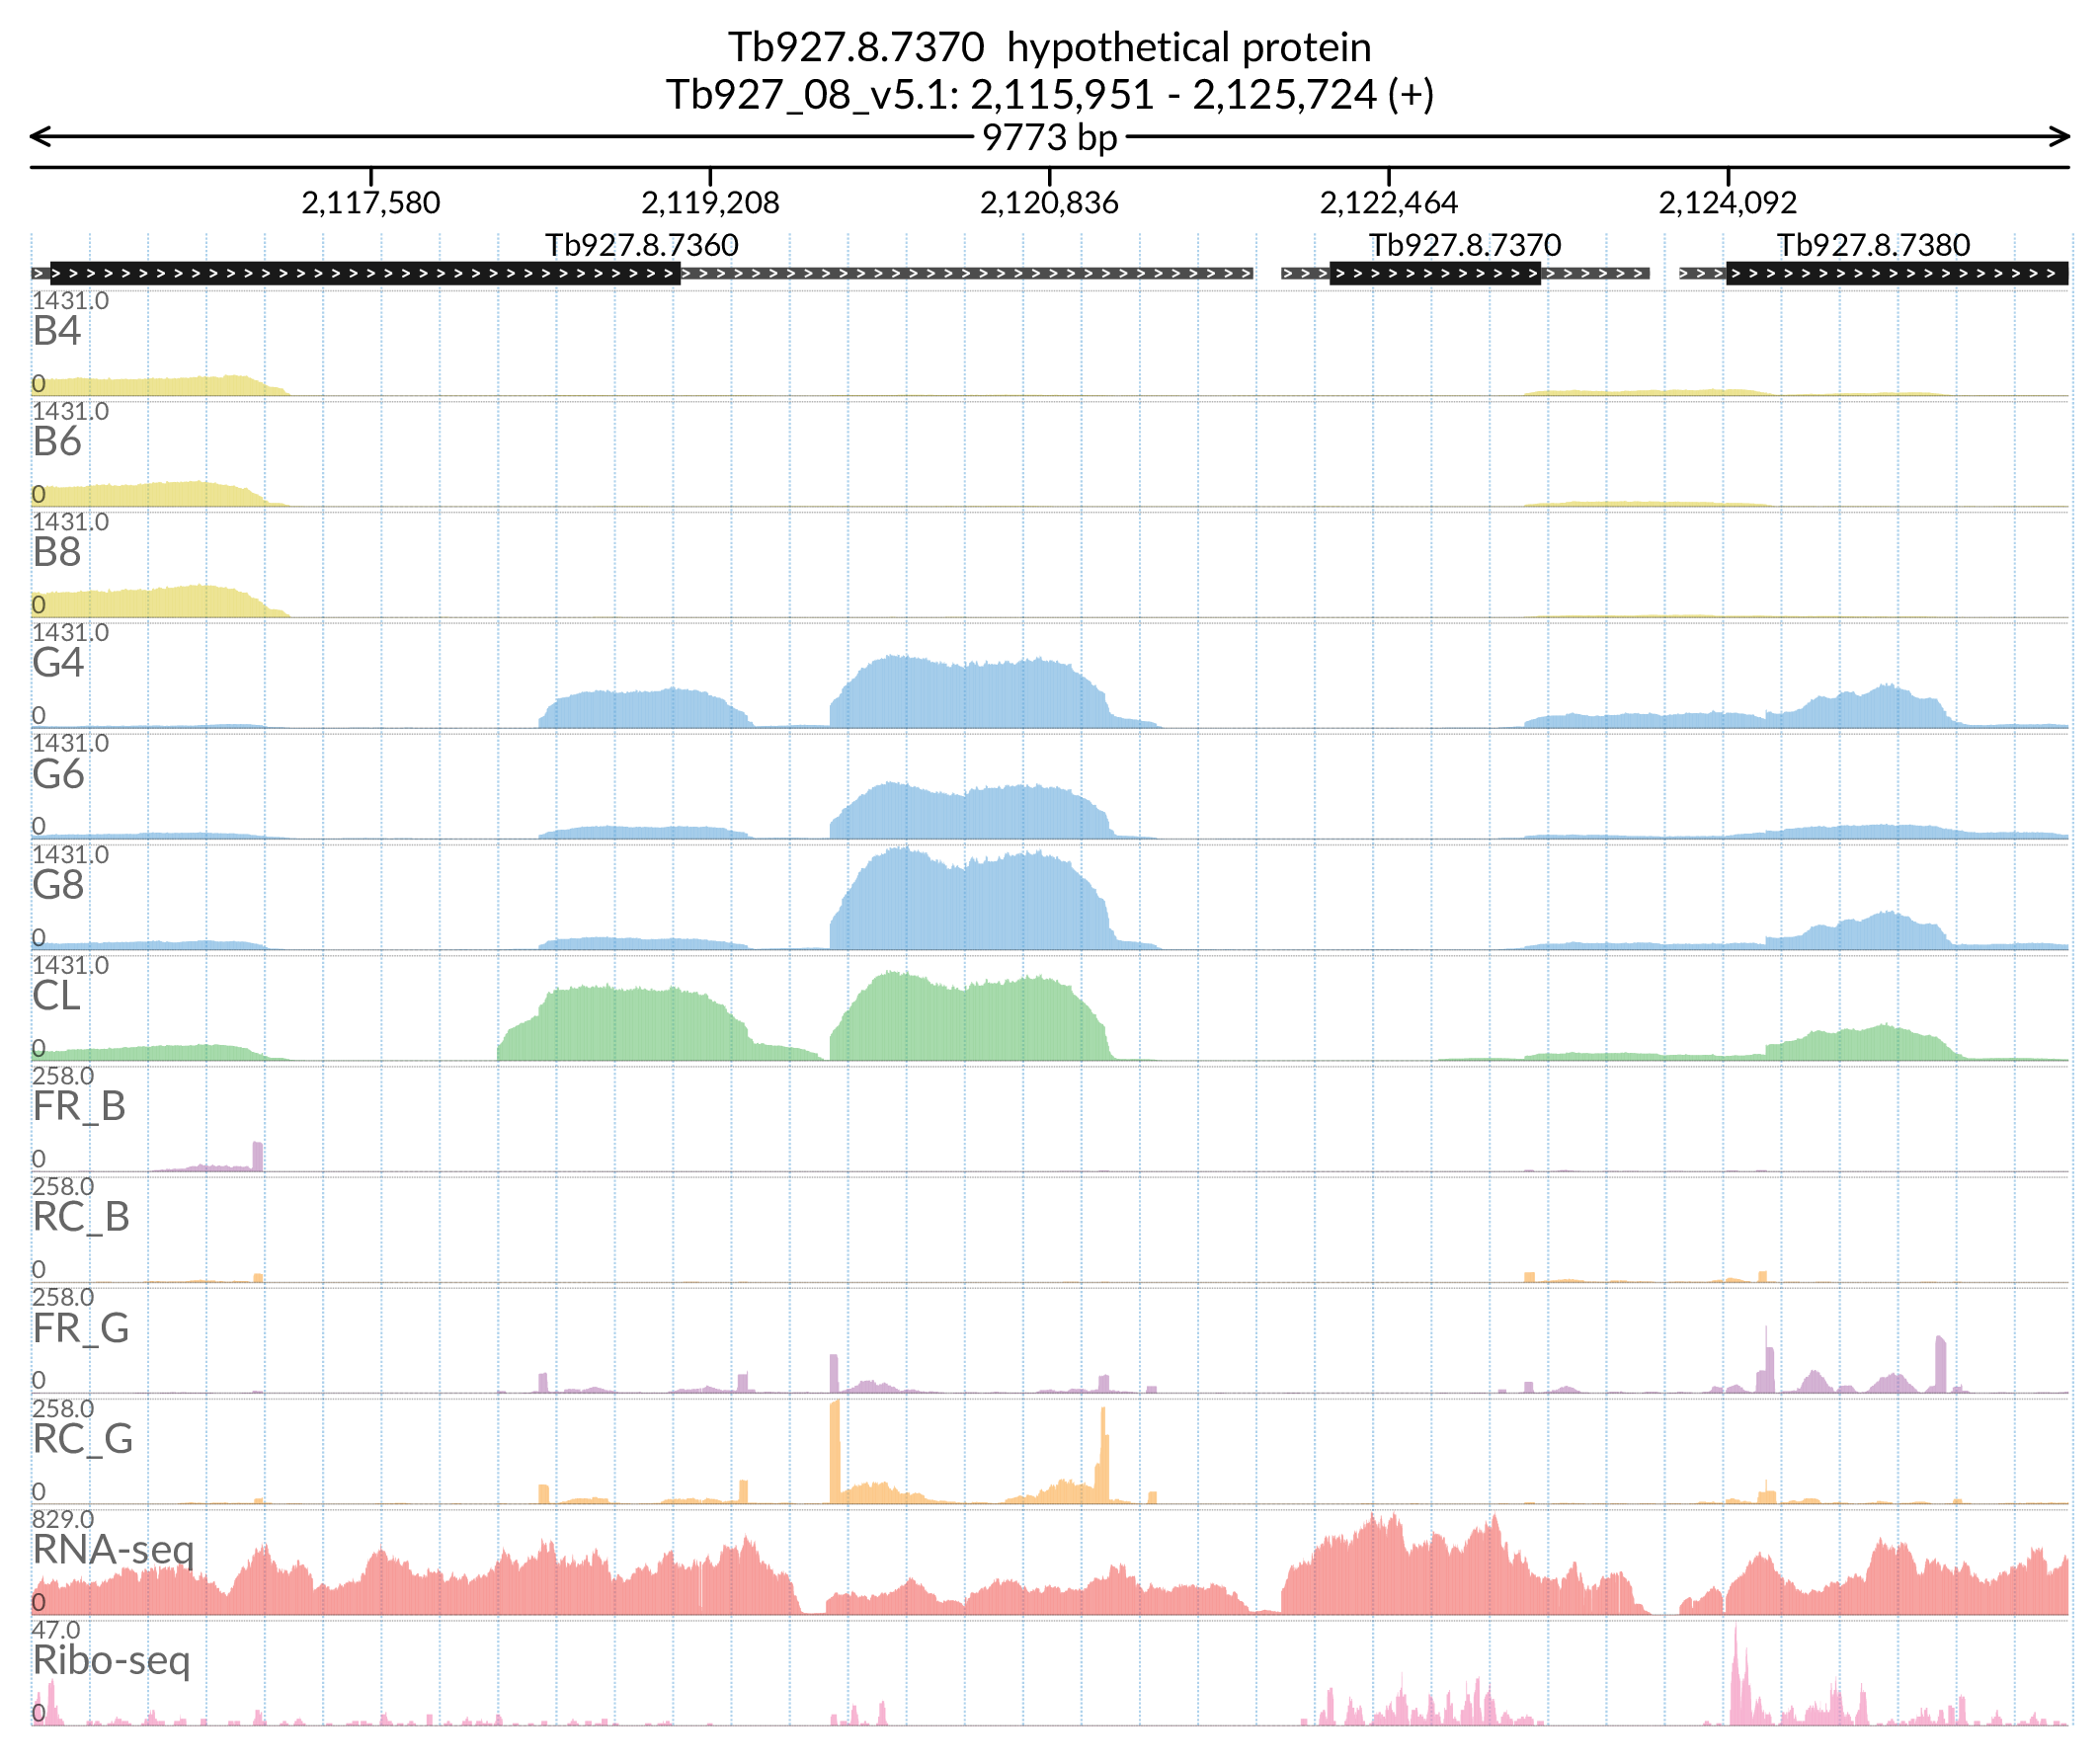 Tb927.8.7370  hypothetical protein
Tb927_08_v5.1: 2,115,951 - 2,125,724 (+)
9773 bp
2,117,580 2,119,208 2,120,836 2,122,464 2,124,092
Tb927.8.7360 Tb927.8.7370 Tb927.8.7380
1431.0
B4
0
1431.0
B6
0
1431.0
B8
0
1431.0
G4
0
1431.0
G6
0
1431.0
G8
0
1431.0
CL
0
258.0
FR_B
0
258.0
RC_B
0
258.0
FR_G
0
258.0
RC_G
0
829.0
RNA-seq
0
47.0
Ribo-seq
0